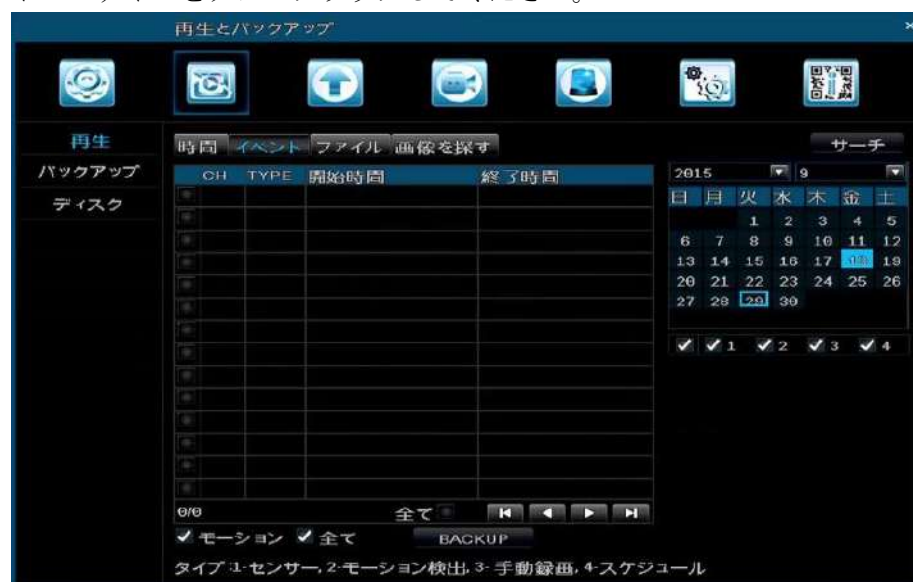 再生とバックアップ
再生
バックアップ
ディスク
時間 イベント ファイル 画像を探す
サーチ
CH TYPE 開始時間 終了時間
2015 9
日 月 火 水 木 金 土
1 2 3 4 5
6 7 8 9 10 11 12
13 14 15 16 17 18 19
20 21 22 23 24 25 26
27 28 29 30
1 2 3 4
0/0 全て
モーション 全て BACKUP
タイプ:1-センサー,2-モーション検出,3-手動録画,4-スケジュール